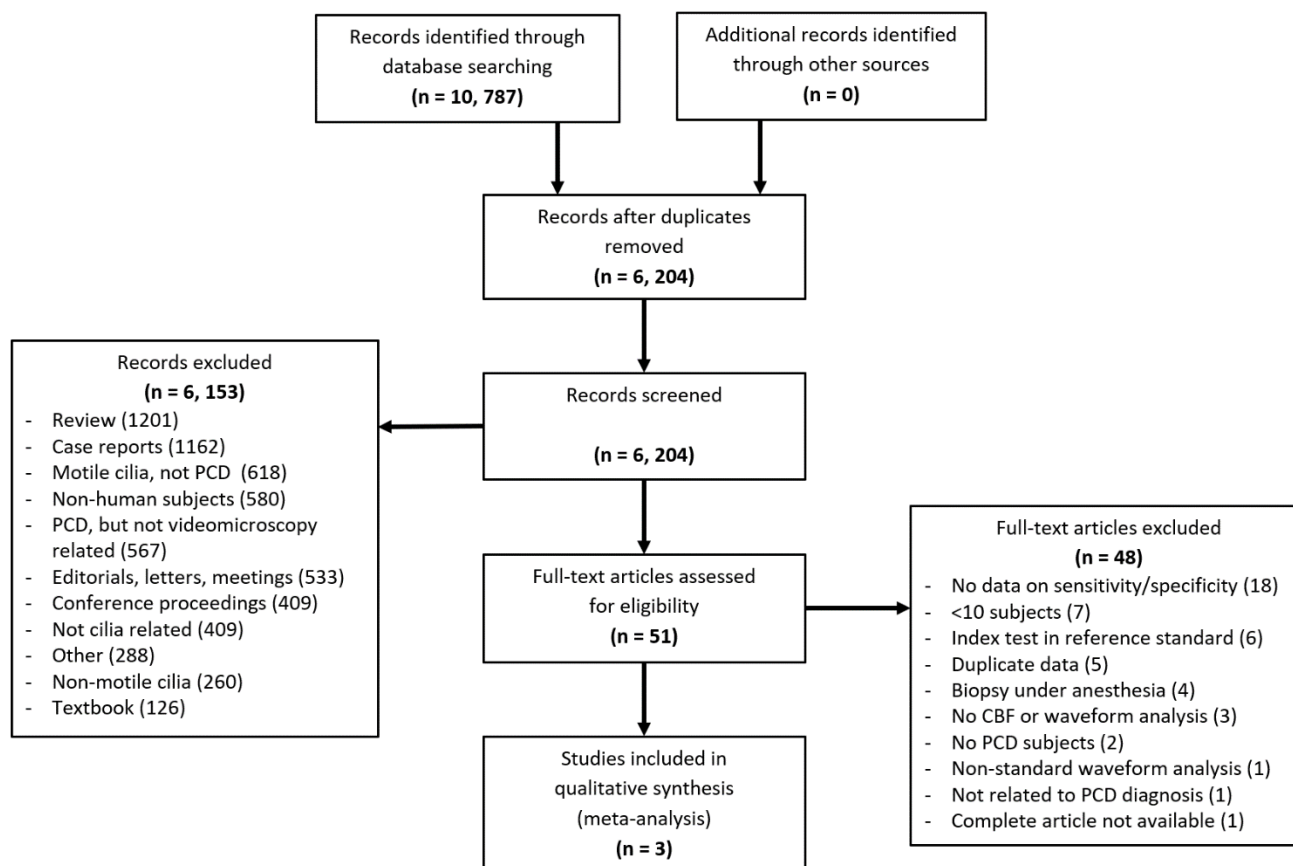 Records identified through
database searching
(n = 10, 787)
Additional records identified
through other sources
(n = 0)
Records after duplicates
removed
(n = 6, 204)
Records excluded
(n = 6, 153)
- Review (1201)
- Case reports (1162)
- Motile cilia, not PCD (618)
- Non-human subjects (580)
- PCD, but not videomicroscopy
related (567)
- Editorials, letters, meetings (533)
- Conference proceedings (409)
- Not cilia related (409)
- Other (288)
- Non-motile cilia (260)
- Textbook (126)
Records screened
(n = 6, 204)
Full-text articles assessed
for eligibility
(n = 51)
Full-text articles excluded
(n = 48)
- No data on sensitivity/specificity (18)
- <10 subjects (7)
- Index test in reference standard (6)
- Duplicate data (5)
- Biopsy under anesthesia (4)
- No CBF or waveform analysis (3)
- No PCD subjects (2)
- Non-standard waveform analysis (1)
- Not related to PCD diagnosis (1)
- Complete article not available (1)
Studies included in
qualitative synthesis
(meta-analysis)
(n = 3)